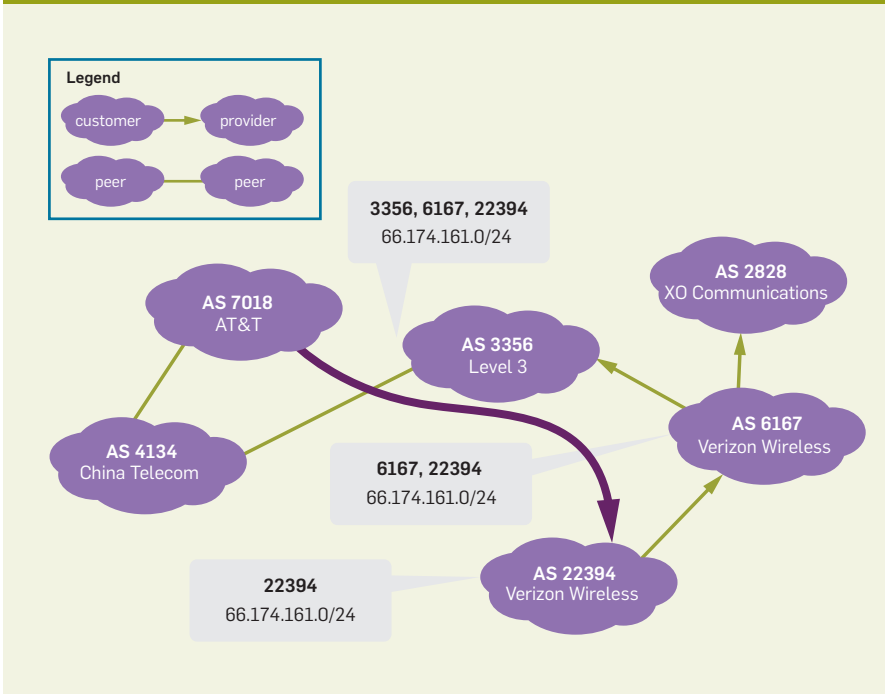 Legend
customer
provider
peer
peer
3356, 6167, 22394
66.174.161.0/24
AS 2828
XO Communications
AS 7018
AT&T
AS 3356
Level 3
AS 6167
Verizon Wireless
AS 4134
China Telecom
6167, 22394
66.174.161.0/24
22394
66.174.161.0/24
AS 22394
Verizon Wireless